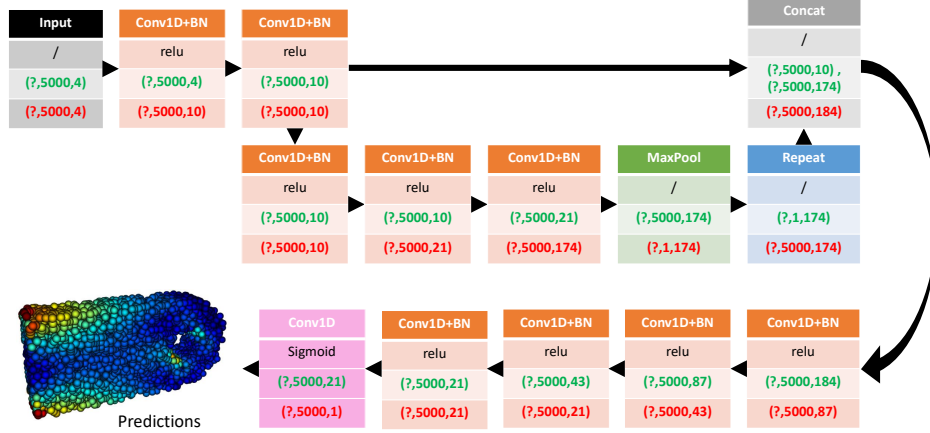 Input
/
(?,5000,4)
(?,5000,4)
Conv1D+BN
relu
(?,5000,4)
(?,5000,10)
Conv1D+BN
relu
(?,5000,10)
(?,5000,10)
Concat
/
(?,5000,10) ,
(?,5000,174)
(?,5000,184)
Conv1D+BN
relu
(?,5000,10)
(?,5000,10)
Conv1D+BN
relu
(?,5000,10)
(?,5000,21)
Conv1D+BN
relu
(?,5000,21)
(?,5000,174)
MaxPool
/
(?,5000,174)
(?,1,174)
Repeat
/
(?,1,174)
(?,5000,174)
Predictions
Conv1D
Sigmoid
(?,5000,21)
(?,5000,1)
Conv1D+BN
relu
(?,5000,21)
(?,5000,21)
Conv1D+BN
relu
(?,5000,43)
(?,5000,21)
Conv1D+BN
relu
(?,5000,87)
(?,5000,43)
Conv1D+BN
relu
(?,5000,184)
(?,5000,87)